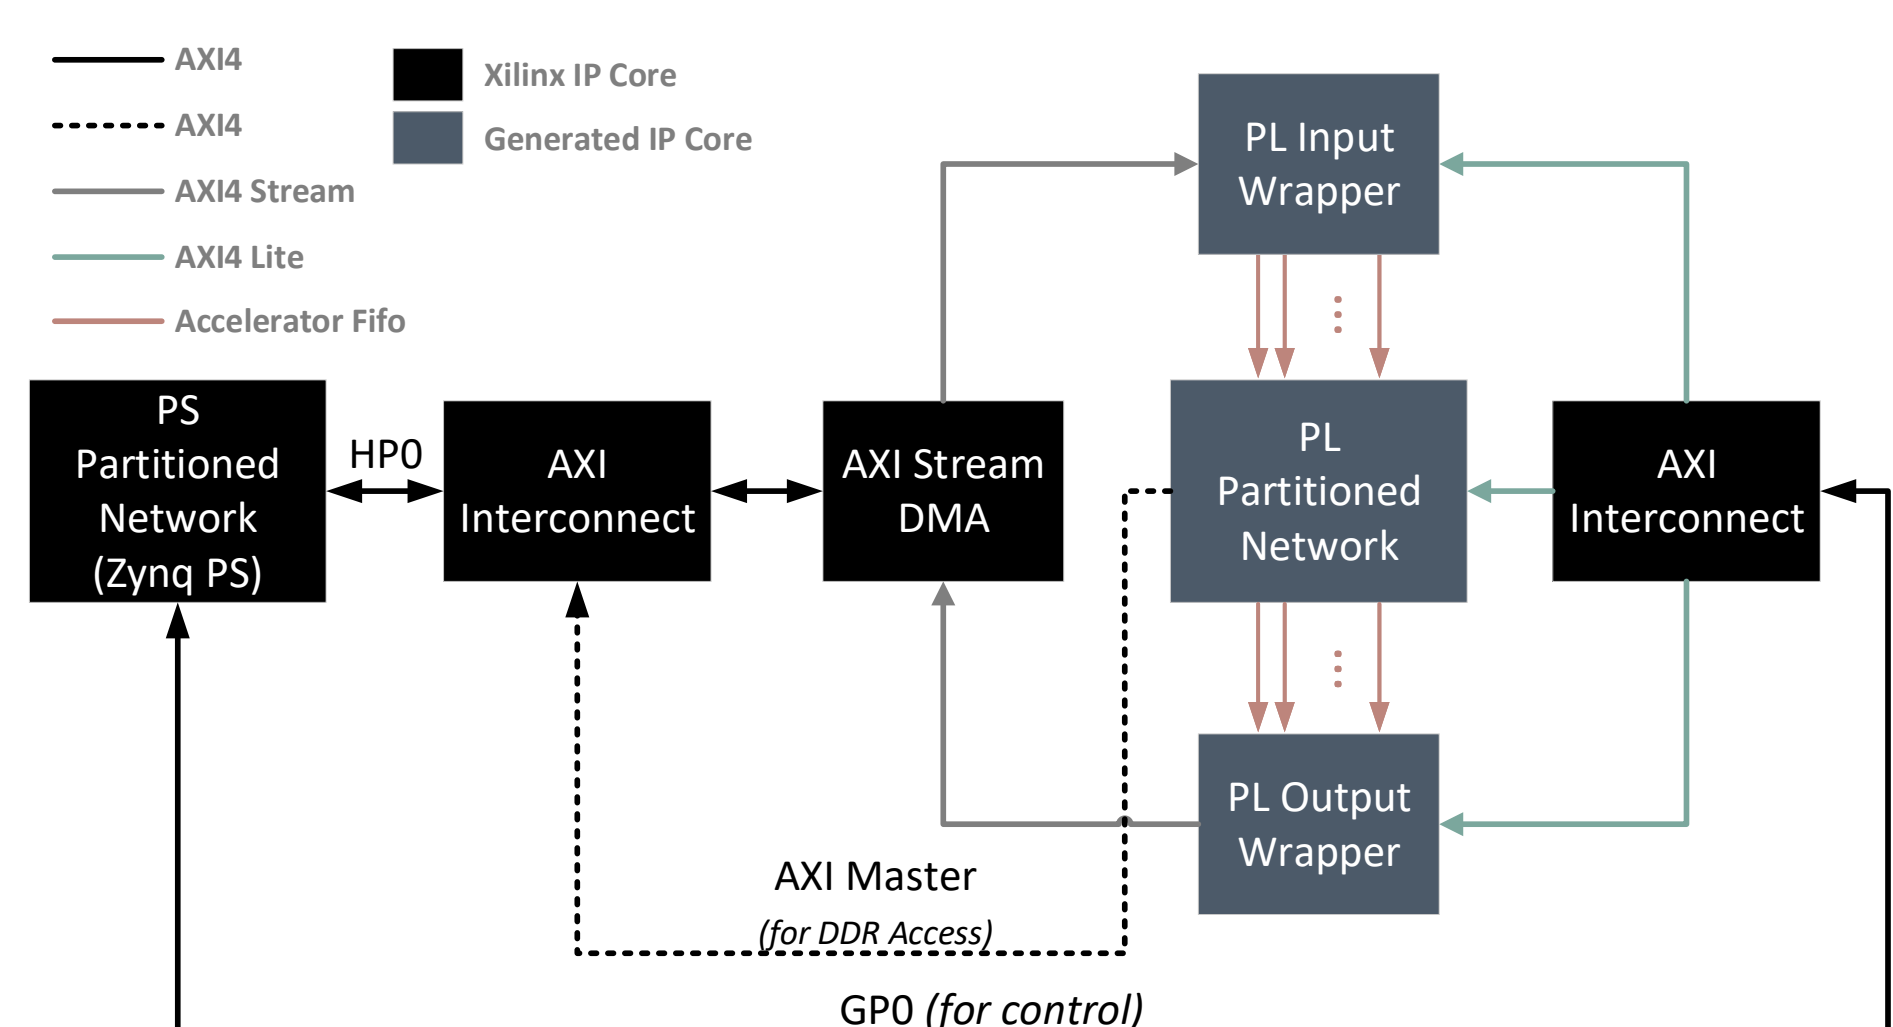 AXI4
AXI4
AXI4 Stream
AXI4 Lite
Accelerator Fifo
Xilinx IP Core
Generated IP Core
PL Input
Wrapper
PS
Partitioned
Network
(Zynq PS)
HP0
AXI
Interconnect
AXI Stream
DMA
PL
Partitioned
Network
AXI
Interconnect
PL Output
Wrapper
AXI Master
(for DDR Access)
GP0 (for control)